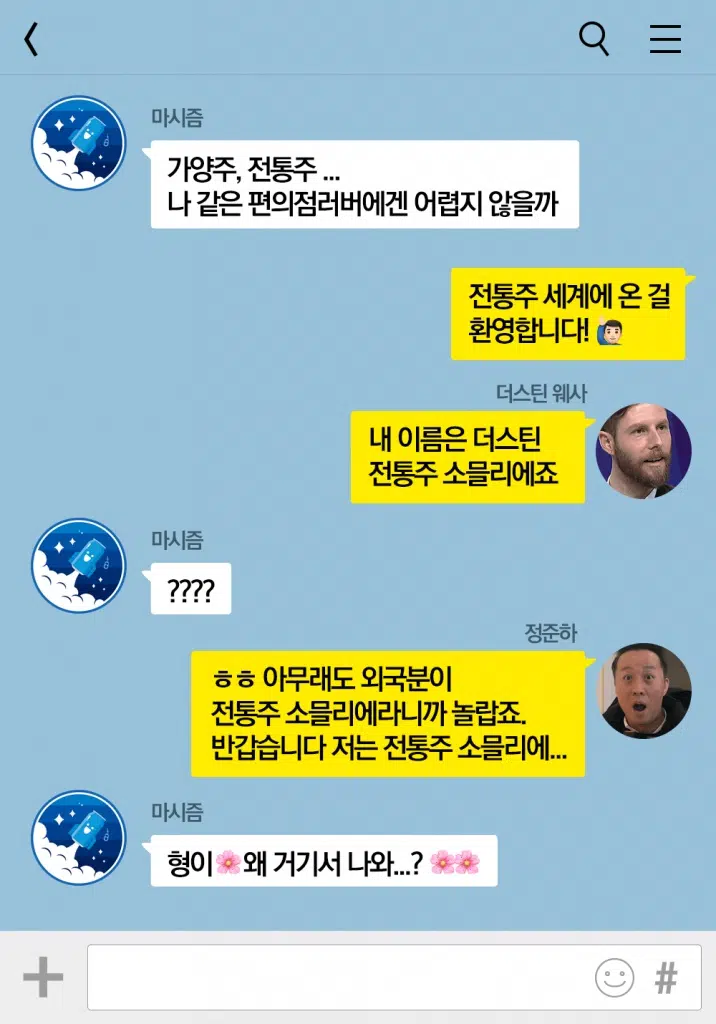 마시즘
가양주, 전통주 ...
나 같은 편의점러버에겐 어렵지 않을까
전통주 세계에 온 걸
환영합니다! 🙋🏻‍♂️
더스틴 웨사
내 이름은 더스틴
전통주 소믈리에죠
마시즘
????
정준하
ㅎㅎ 아무래도 외국분이
전통주 소믈리에라니까 놀랍죠.
반갑습니다 저는 전통주 소믈리에...
마시즘
형이🌸왜 거기서 나와...? 🌸🌸
#